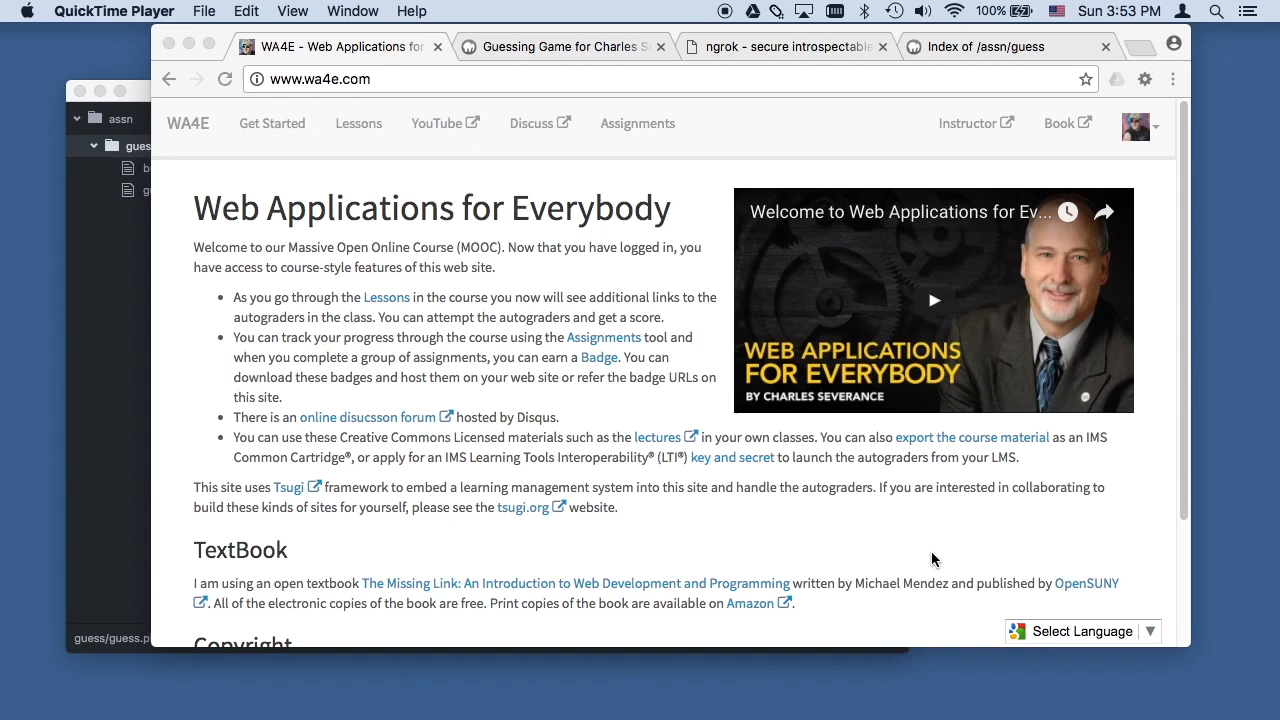 QuickTime Player File Edit View Window Help 100% Sun 3:53 PM
WA4E - Web Applications for Guessing Game for Charles S ngrok - secure introspectable Index of /assn/guess
www.wa4e.com
assn
gues
guess/guess.p
WA4E Get Started Lessons YouTube Discuss Assignments Instructor Book
Web Applications for Everybody
Welcome to our Massive Open Online Course (MOOC). Now that you have logged in, you
have access to course-style features of this web site.
• As you go through the Lessons in the course you now will see additional links to the
autograders in the class. You can attempt the autograders and get a score.
• You can track your progress through the course using the Assignments tool and
when you complete a group of assignments, you can earn a Badge. You can
download these badges and host them on your web site or refer the badge URLs on
this site.
• There is an online disucsson forum hosted by Disqus.
• You can use these Creative Commons Licensed materials such as the lectures in your own classes. You can also export the course material as an IMS
Common Cartridge®, or apply for an IMS Learning Tools Interoperability® (LTI®) key and secret to launch the autograders from your LMS.
Welcome to Web Applications for Ev...
WEB APPLICATIONS
FOR EVERYBODY
BY CHARLES SEVERANCE
This site uses Tsugi framework to embed a learning management system into this site and handle the autograders. If you are interested in collaborating to
build these kinds of sites for yourself, please see the tsugi.org website.
TextBook
I am using an open textbook The Missing Link: An Introduction to Web Development and Programming written by Michael Mendez and published by OpenSUNY
. All of the electronic copies of the book are free. Print copies of the book are available on Amazon .
Copyright
Select Language ▼